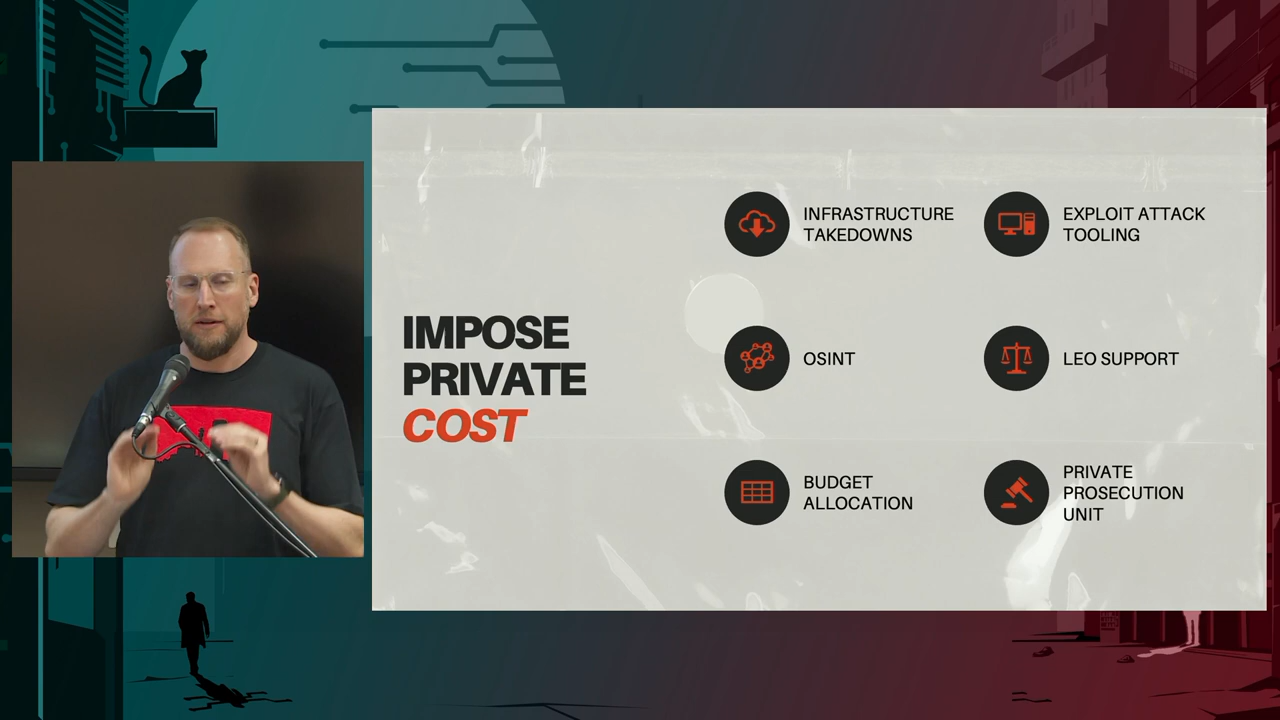 IMPOSE
PRIVATE
COST
INFRASTRUCTURE
TAKEDOWNS
EXPLOIT ATTACK
TOOLING
OSINT
LEO SUPPORT
BUDGET
ALLOCATION
PRIVATE
PROSECUTION
UNIT